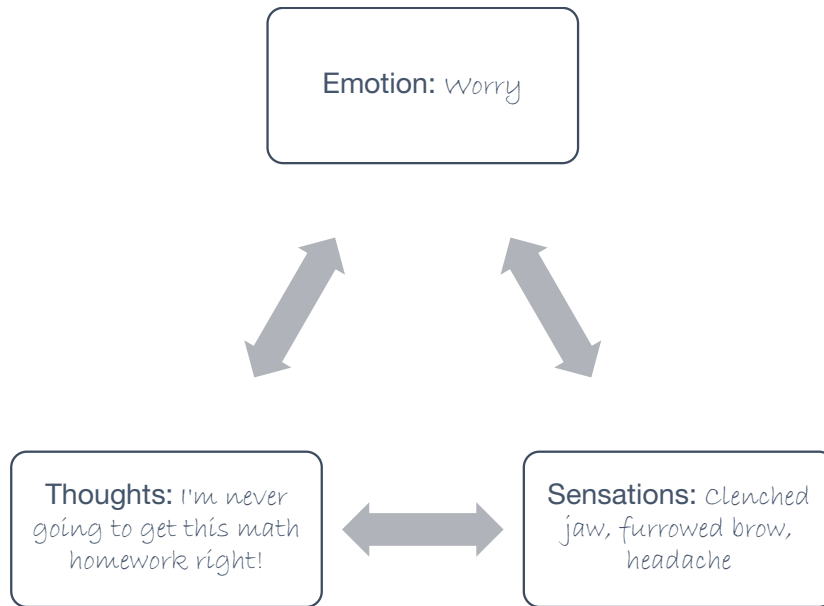 Emotion: Worry
Thoughts: I'm never
going to get this math
homework right!
Sensations: Clenched
jaw, furrowed brow,
headache